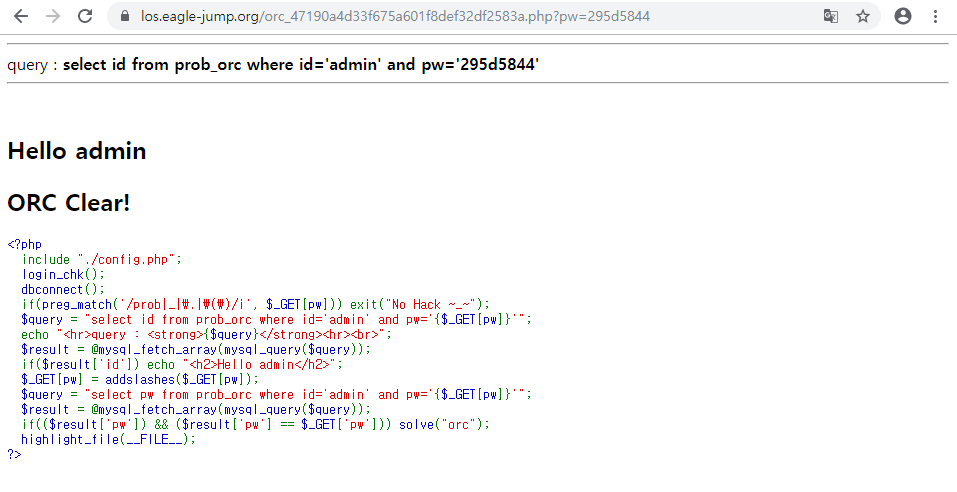 los.eagle-jump.org/orc_47190a4d33f675a601f8def32df2583a.php?pw=295d5844
query : select id from prob_orc where id='admin' and pw='295d5844'
Hello admin
ORC Clear!
<?php
  include "./config.php";
  login_chk();
  dbconnect();
  if(preg_match('/prob|_|₩.|₩(₩)/i', $_GET[pw])) exit("No Hack ~_~");
  $query = "select id from prob_orc where id='admin' and pw='{$_GET[pw]}'";
  echo "<hr>query : <strong>{$query}</strong><hr><br>";
  $result = @mysql_fetch_array(mysql_query($query));
  if($result['id']) echo "<h2>Hello admin</h2>";
  $_GET[pw] = addslashes($_GET[pw]);
  $query = "select pw from prob_orc where id='admin' and pw='{$_GET[pw]}'";
  $result = @mysql_fetch_array(mysql_query($query));
  if(($result['pw']) && ($result['pw'] == $_GET['pw'])) solve("orc");
  highlight_file(__FILE__);
?>